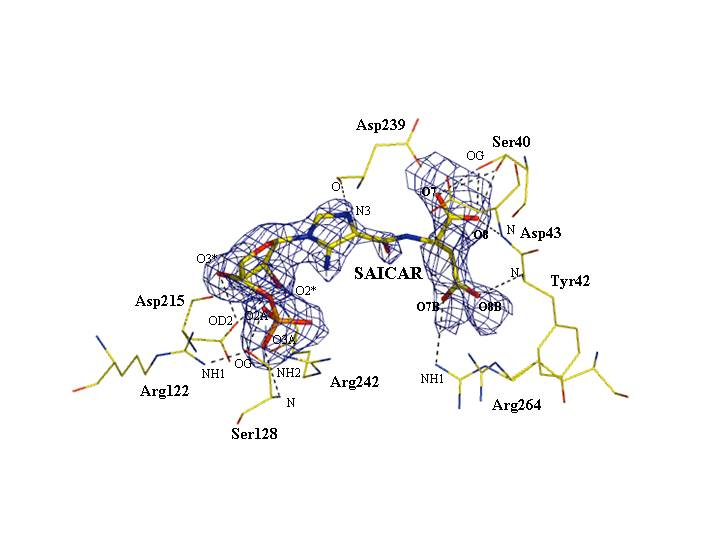 Asp239
Ser40
OG
O
O7
N3
N
Asp43
O8
O3*
SAICAR
N
Tyr42
O2*
Asp215
O7B
O8B
OD2
O2A
O3A
OG
NH1
NH2
NH1
Arg122
Arg242
N
Arg264
Ser128